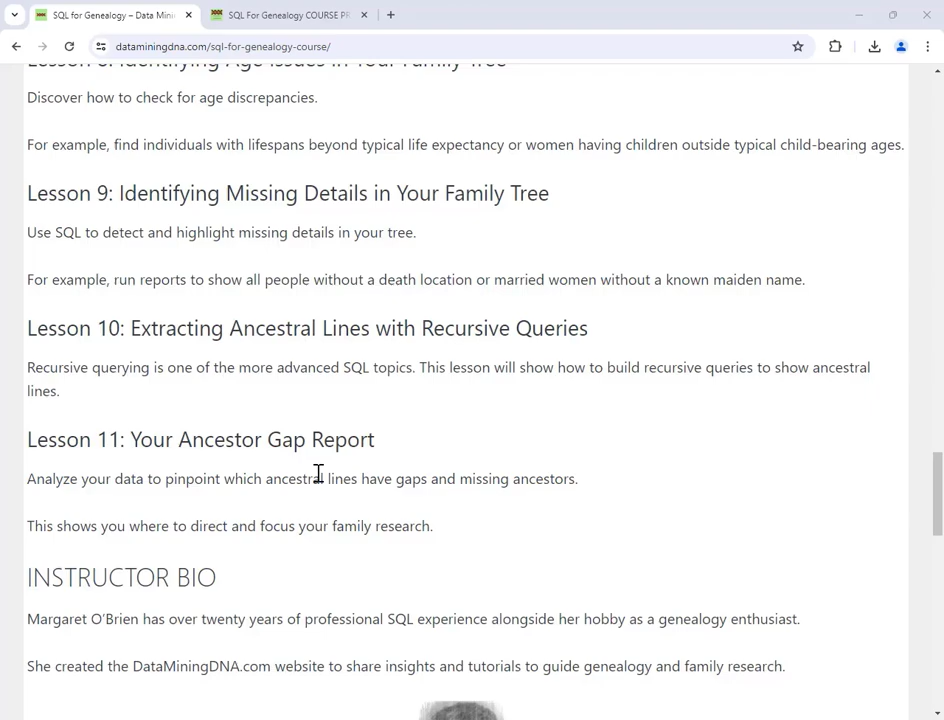 SQL for Genealogy – Data Mini
SQL For Genealogy COURSE PR
dataminingdna.com/sql-for-genealogy-course/
Identifying Age Issues in Your Family Tree
Discover how to check for age discrepancies.
For example, find individuals with lifespans beyond typical life expectancy or women having children outside typical child-bearing ages.
Lesson 9: Identifying Missing Details in Your Family Tree
Use SQL to detect and highlight missing details in your tree.
For example, run reports to show all people without a death location or married women without a known maiden name.
Lesson 10: Extracting Ancestral Lines with Recursive Queries
Recursive querying is one of the more advanced SQL topics. This lesson will show how to build recursive queries to show ancestral
lines.
Lesson 11: Your Ancestor Gap Report
Analyze your data to pinpoint which ancestral lines have gaps and missing ancestors.
This shows you where to direct and focus your family research.
INSTRUCTOR BIO
Margaret O’Brien has over twenty years of professional SQL experience alongside her hobby as a genealogy enthusiast.
She created the DataMiningDNA.com website to share insights and tutorials to guide genealogy and family research.